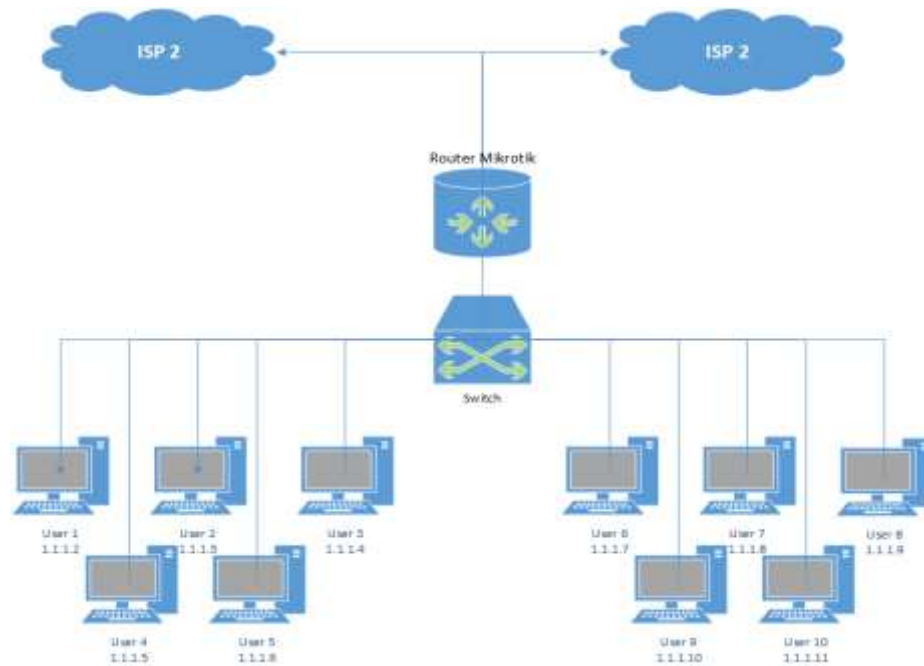 ISP 2
ISP 2
Router Mikrotik
Switch
User 1
1.1.1.2
User 2
1.1.1.3
User 3
1.1.1.4
User 6
1.1.1.7
User 7
1.1.1.8
User 8
1.1.1.9
User 4
1.1.1.5
User 5
1.1.1.6
User 9
1.1.1.10
User 10
1.1.1.11